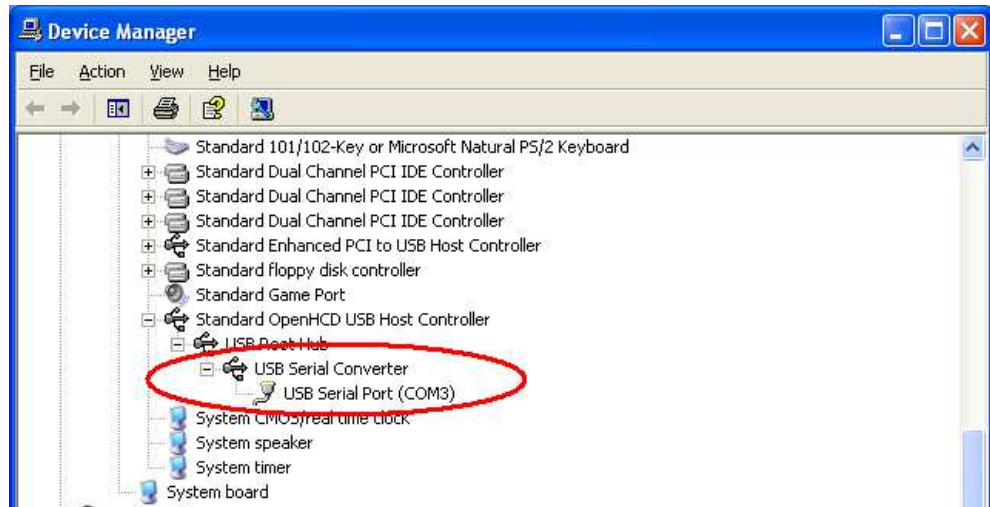 Device Manager
File Action View Help
Standard 101/102-Key or Microsoft Natural PS/2 Keyboard
Standard Dual Channel PCI IDE Controller
Standard Dual Channel PCI IDE Controller
Standard Dual Channel PCI IDE Controller
Standard Enhanced PCI to USB Host Controller
Standard floppy disk controller
Standard Game Port
Standard OpenHCD USB Host Controller
USB Root Hub
USB Serial Converter
USB Serial Port (COM3)
System CMOS/real time clock
System speaker
System timer
System board